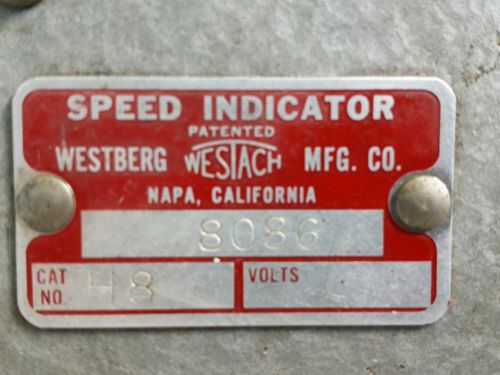 SPEED INDICATOR
PATENTED
WESTBERG WESTACH MFG. CO.
NAPA, CALIFORNIA
8086
CAT NO. H8 VOLTS